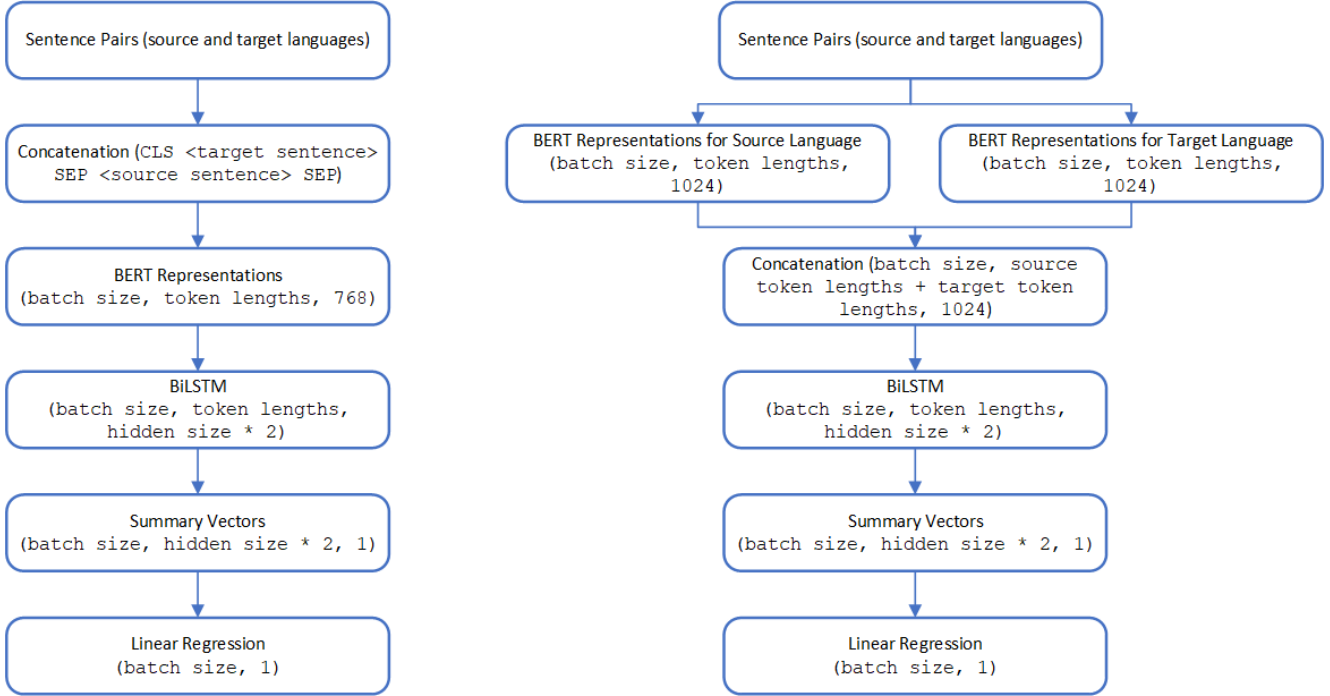 Sentence Pairs (source and target languages)
Concatenation (CLS <target sentence>
SEP <source sentence> SEP)
BERT Representations
(batch size, token lengths, 768)
BiLSTM
(batch size, token lengths,
hidden size * 2)
Summary Vectors
(batch size, hidden size * 2, 1)
Linear Regression
(batch size, 1)
Sentence Pairs (source and target languages)
BERT Representations for Source Language
(batch size, token lengths,
1024)
BERT Representations for Target Language
(batch size, token lengths,
1024)
Concatenation (batch size, source
token lengths + target token
lengths, 1024)
BiLSTM
(batch size, token lengths,
hidden size * 2)
Summary Vectors
(batch size, hidden size * 2, 1)
Linear Regression
(batch size, 1)